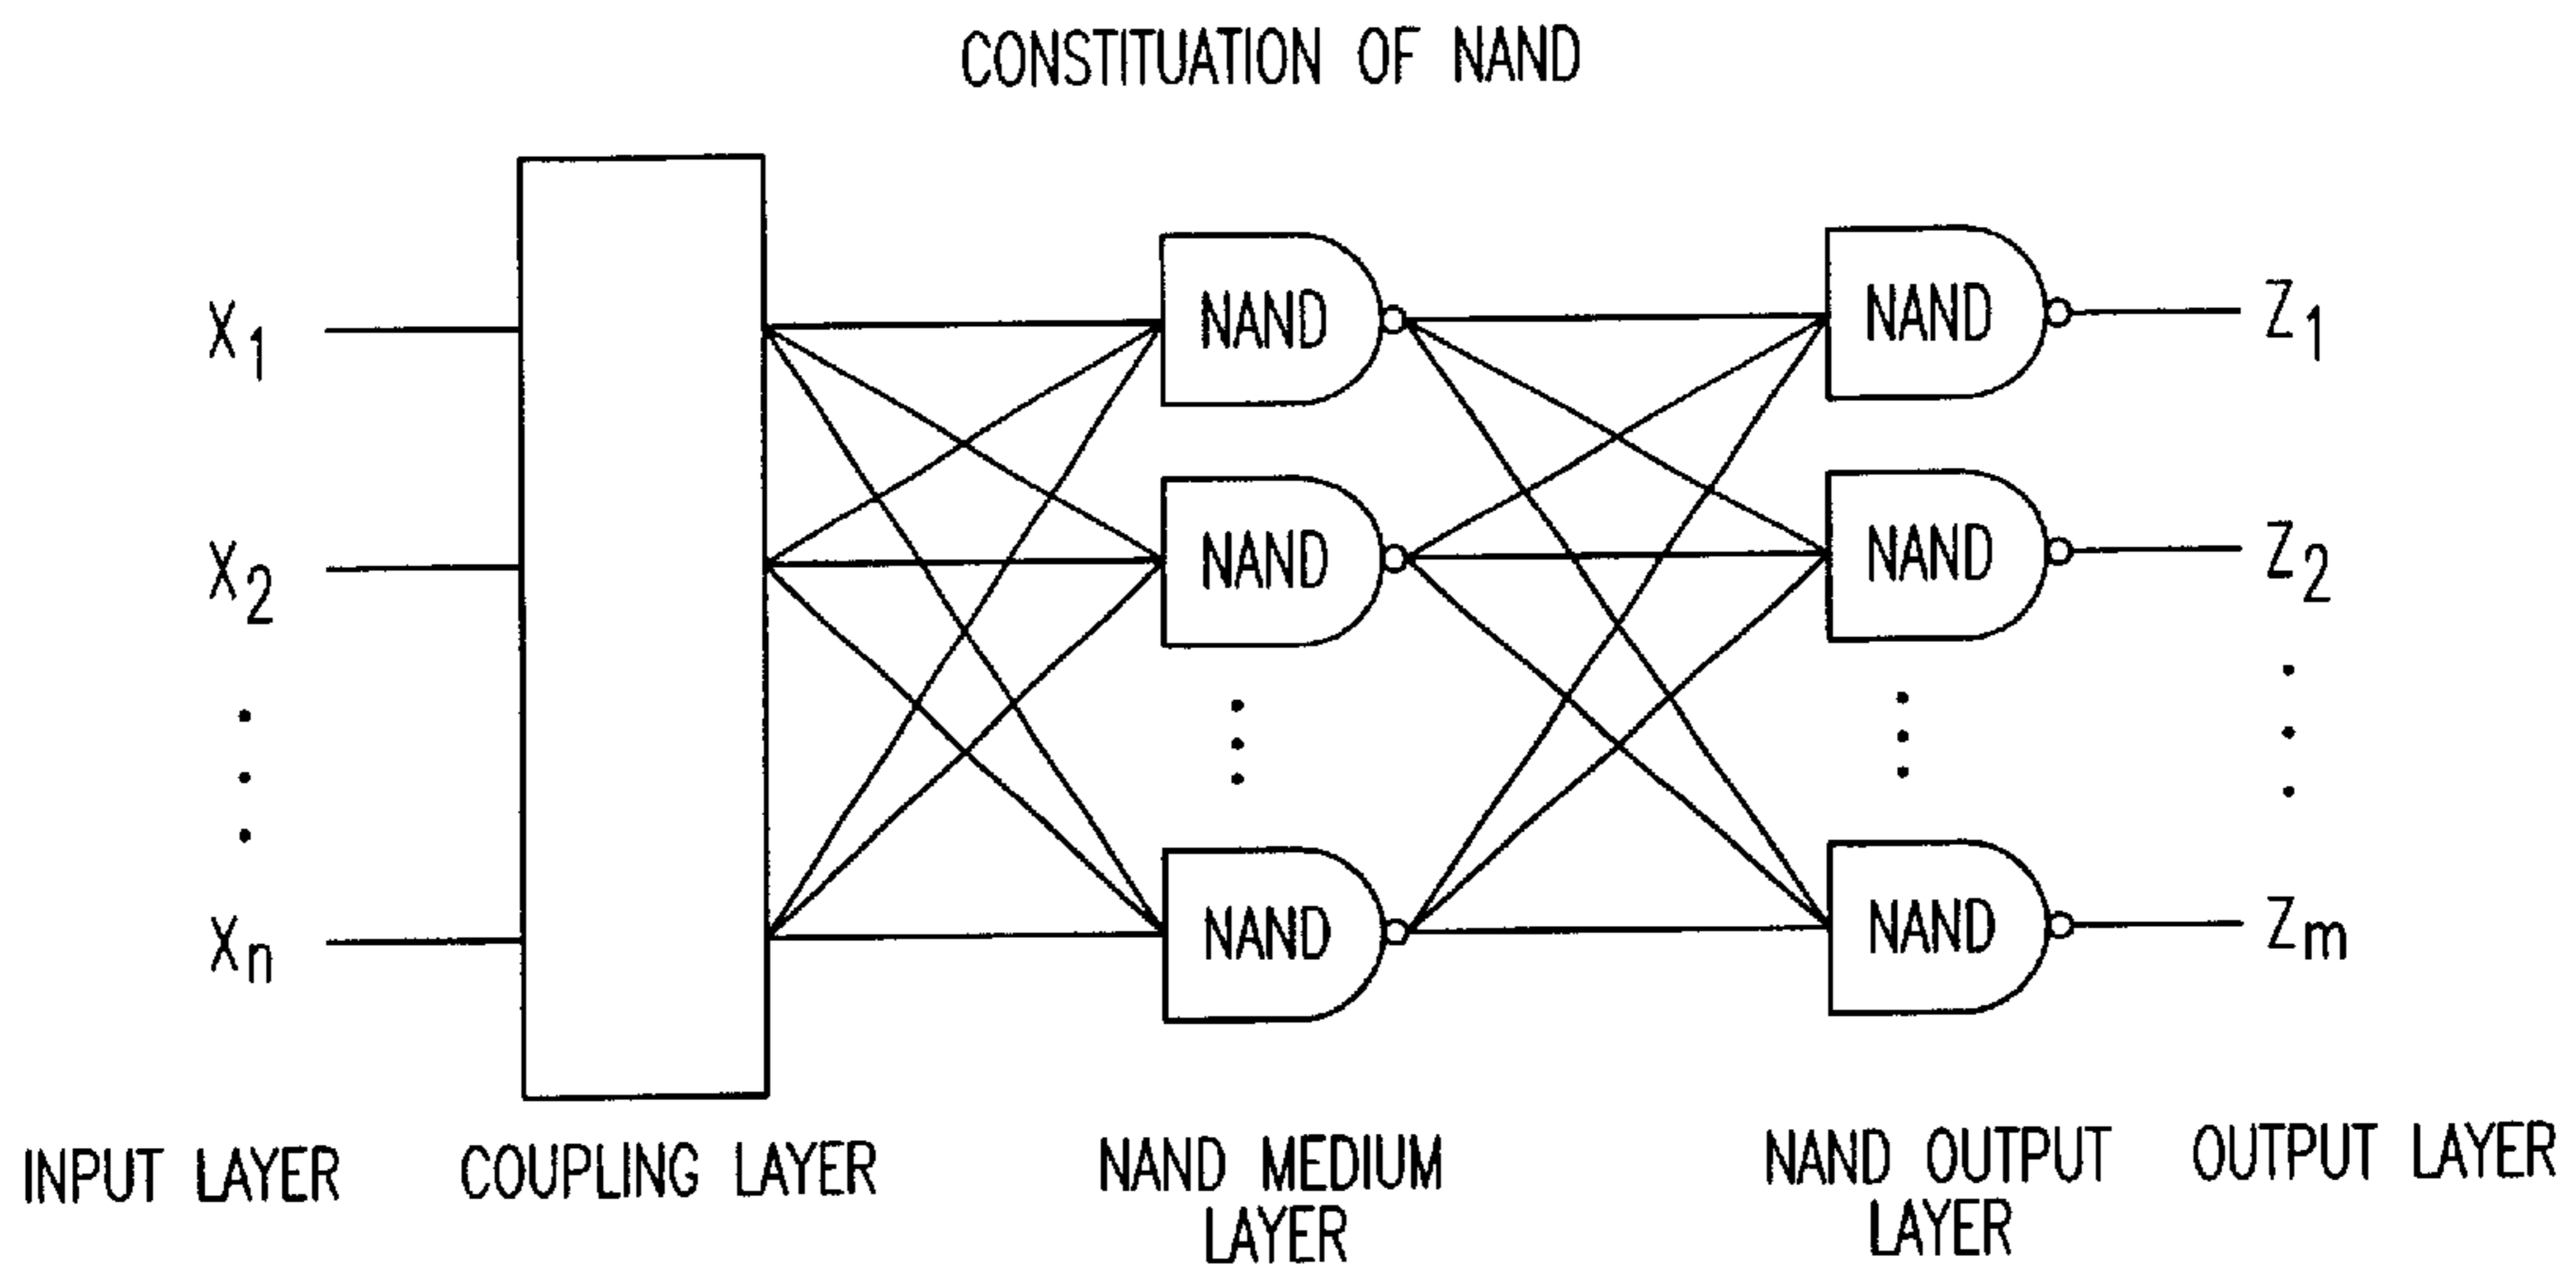 CONSTITUATION OF NAND
X1 NAND NAND Z1
X2 NAND NAND Z2
Xn NAND NAND Zm
INPUT LAYER COUPLING LAYER NAND MEDIUM LAYER NAND OUTPUT LAYER OUTPUT LAYER